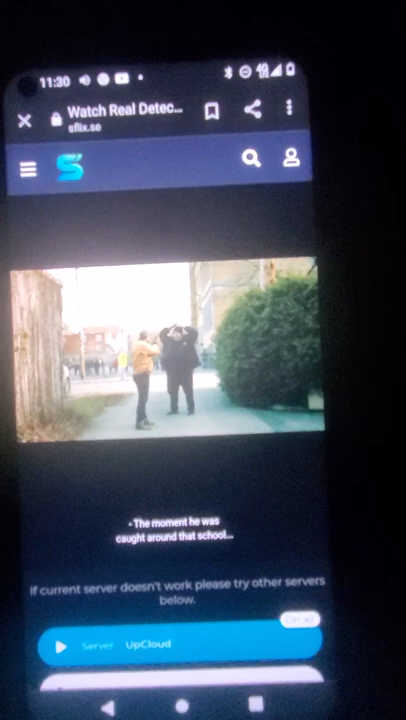 11:30
Watch Real Detec...
sflix.se
- The moment he was
caught around that school...
If current server doesn't work please try other servers
below.
Server UpCloud